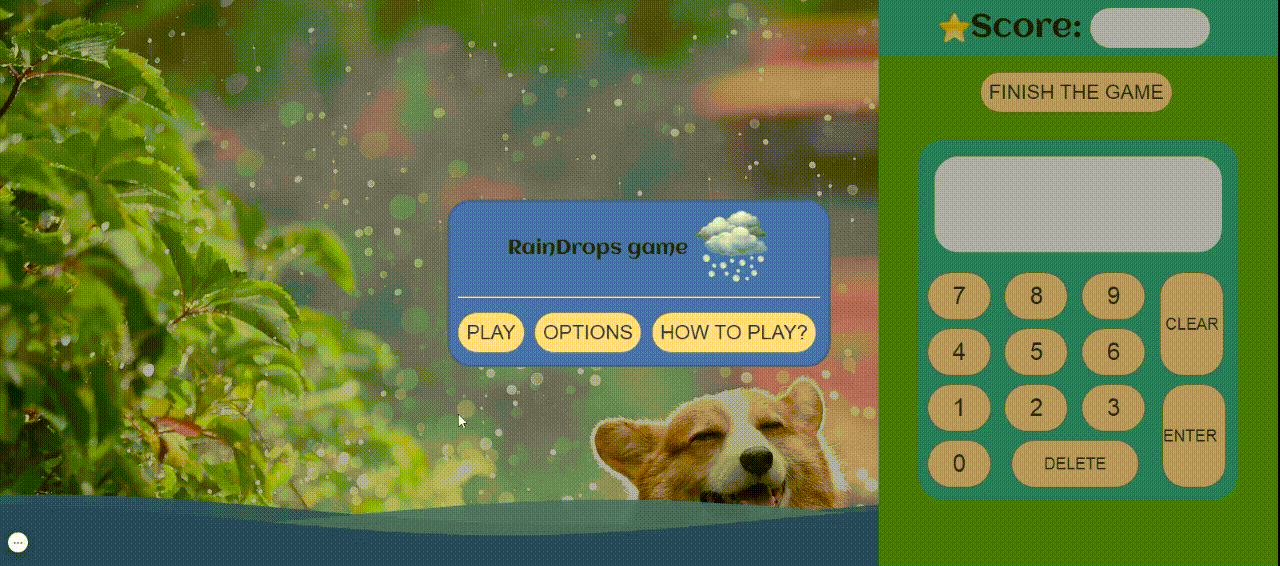 ⭐Score:
FINISH THE GAME
RainDrops game
PLAY OPTIONS HOW TO PLAY?
7 8 9 CLEAR
4 5 6
1 2 3 ENTER
0 DELETE